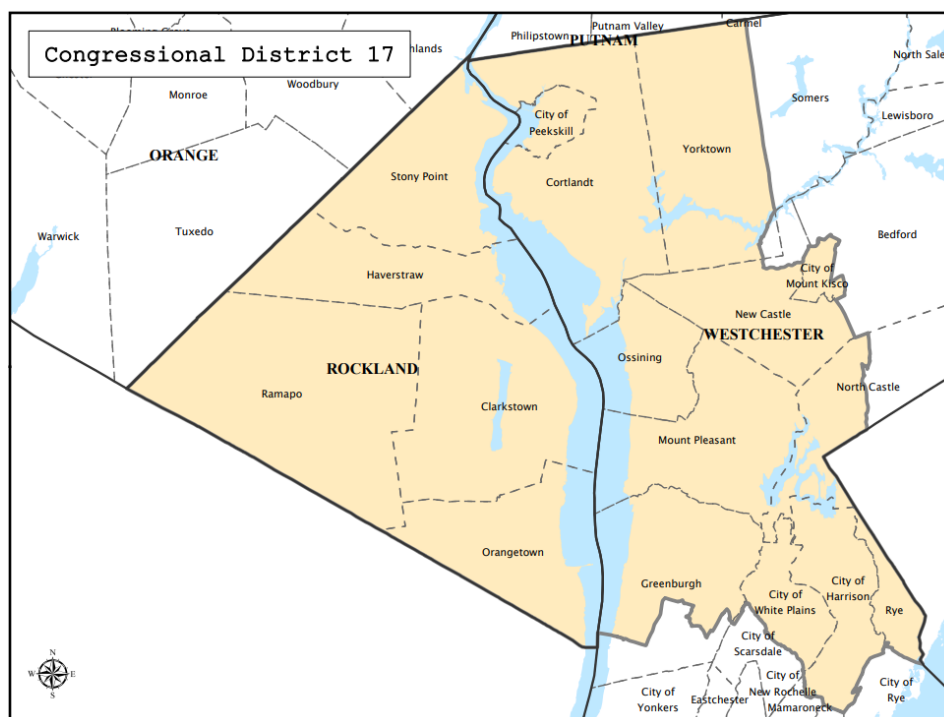 Congressional District 17
Philipstown
Putnam Valley
Carmel
PUTNAM
Monroe
Woodbury
ORANGE
Tuxedo
Warwick
City of
Peekskill
Cortlandt
Yorktown
Stony Point
Haverstraw
ROCKLAND
Ramapo
Clarkstown
Orangetown
Somers
Lewisboro
Bedford
City of
Mount Kisco
New Castle
WESTCHESTER
Ossining
North Castle
Mount Pleasant
Greenburgh
City of
White Plains
City of
Harrison
Rye
City of
Scarsdale
City of
Yonkers
Eastchester
City of
New Rochelle
Mamaroneck
City of
Rye
N
W
E
S